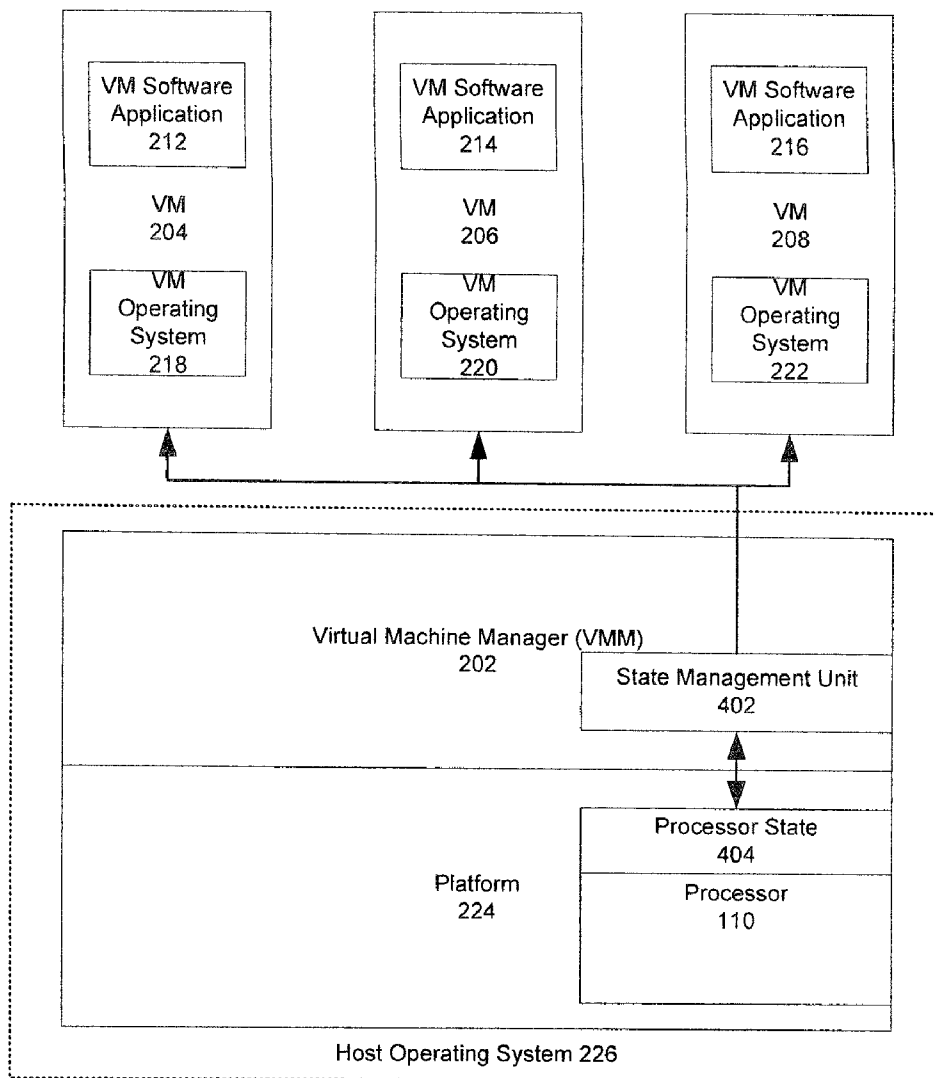 VM Software
Application
212
VM
204
VM
Operating
System
218
VM Software
Application
214
VM
206
VM
Operating
System
220
VM Software
Application
216
VM
208
VM
Operating
System
222
Virtual Machine Manager (VMM)
202
State Management Unit
402
Processor State
404
Platform
224
Processor
110
Host Operating System 226